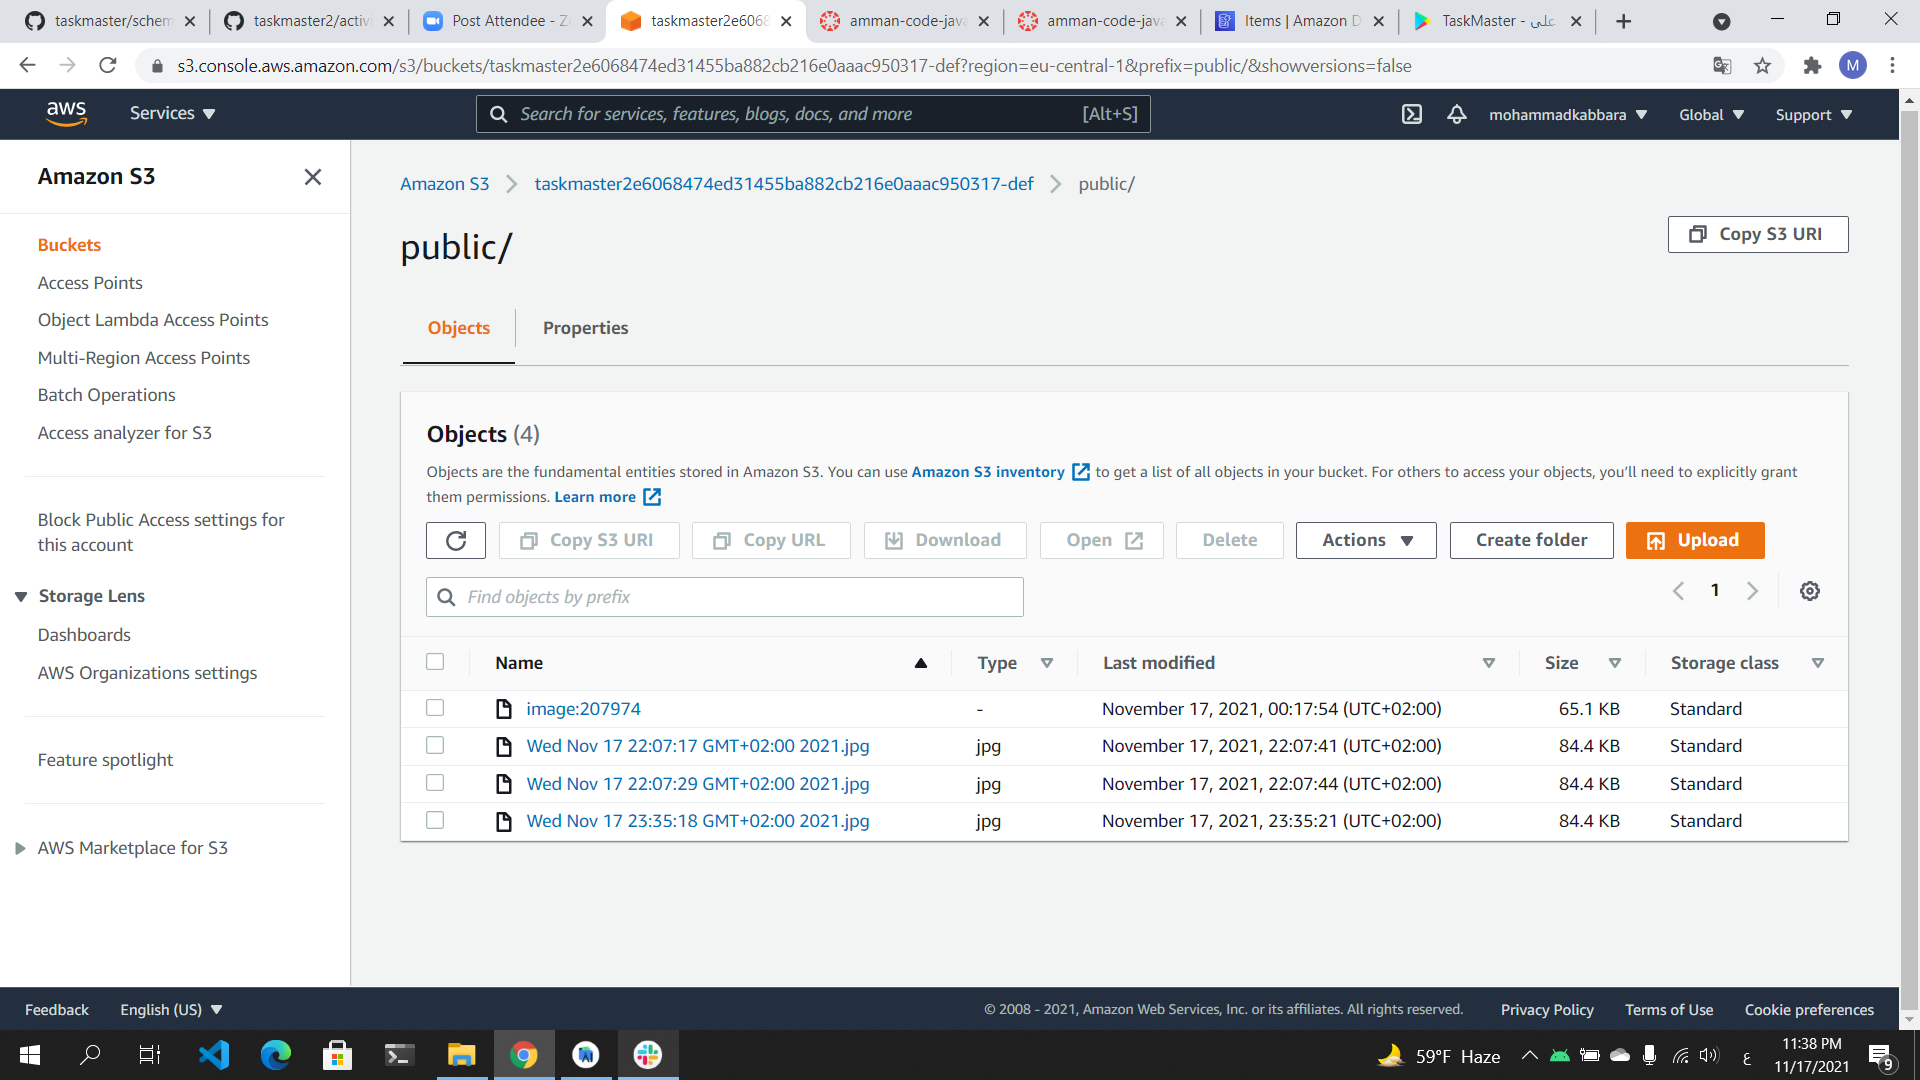 taskmaster/schem
taskmaster2/activi
Post Attendee - Zo
taskmaster2e6068
amman-code-java
amman-code-java
Items | Amazon D
TaskMaster - على
s3.console.aws.amazon.com/s3/buckets/taskmaster2e6068474ed31455ba882cb216e0aaac950317-def?region=eu-central-1&prefix=public/&showversions=false
M
aws
Services
Search for services, features, blogs, docs, and more
[Alt+S]
mohammadkabbara
Global
Support
Amazon S3
Buckets
Access Points
Object Lambda Access Points
Multi-Region Access Points
Batch Operations
Access analyzer for S3
Block Public Access settings for
this account
Storage Lens
Dashboards
AWS Organizations settings
Feature spotlight
AWS Marketplace for S3
Amazon S3 > taskmaster2e6068474ed31455ba882cb216e0aaac950317-def > public/
public/
Copy S3 URI
Objects
Properties
Objects (4)
Objects are the fundamental entities stored in Amazon S3. You can use Amazon S3 inventory to get a list of all objects in your bucket. For others to access your objects, you'll need to explicitly grant
them permissions. Learn more
Copy S3 URI
Copy URL
Download
Open
Delete
Actions
Create folder
Upload
Find objects by prefix
1
Name Type Last modified Size Storage class
image:207974 - November 17, 2021, 00:17:54 (UTC+02:00) 65.1 KB Standard
Wed Nov 17 22:07:17 GMT+02:00 2021.jpg jpg November 17, 2021, 22:07:41 (UTC+02:00) 84.4 KB Standard
Wed Nov 17 22:07:29 GMT+02:00 2021.jpg jpg November 17, 2021, 22:07:44 (UTC+02:00) 84.4 KB Standard
Wed Nov 17 23:35:18 GMT+02:00 2021.jpg jpg November 17, 2021, 23:35:21 (UTC+02:00) 84.4 KB Standard
Feedback
English (US)
© 2008 - 2021, Amazon Web Services, Inc. or its affiliates. All rights reserved.
Privacy Policy
Terms of Use
Cookie preferences
59°F Haze
ع
11:38 PM
11/17/2021
9